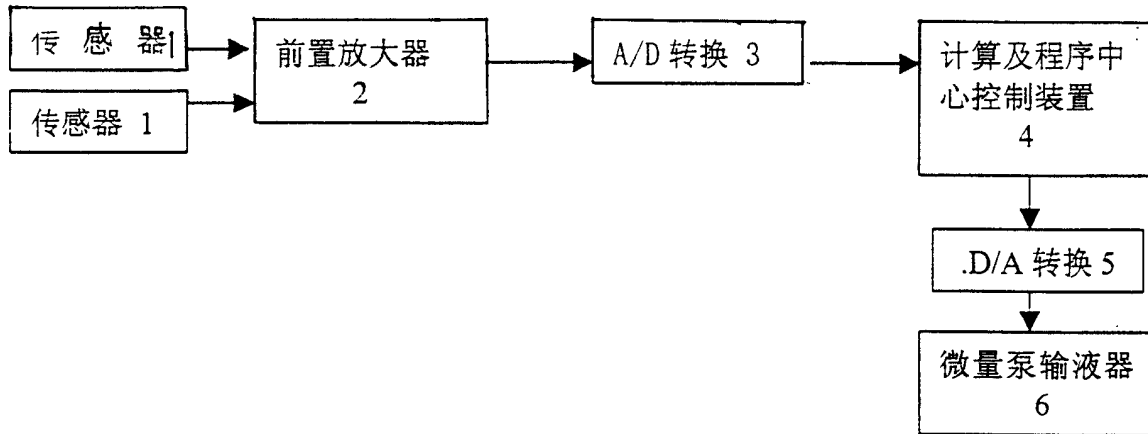 传 感 器1
传感器 1
前置放大器
2
A/D 转换 3
计算及程序中
心控制装置
4
.D/A 转换 5
微量泵输液器
6